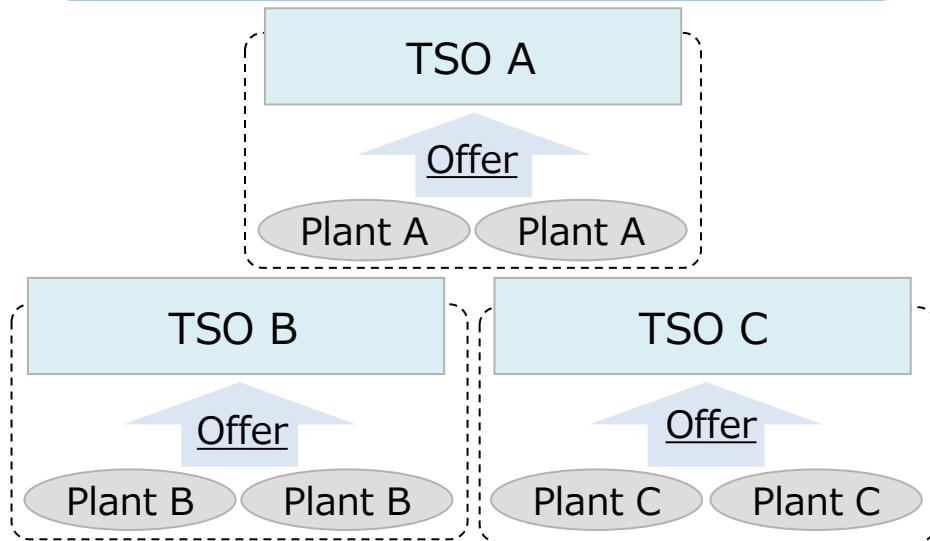 TSO A
Offer
Plant A Plant A
TSO B TSO C
Offer Offer
Plant B Plant B Plant C Plant C